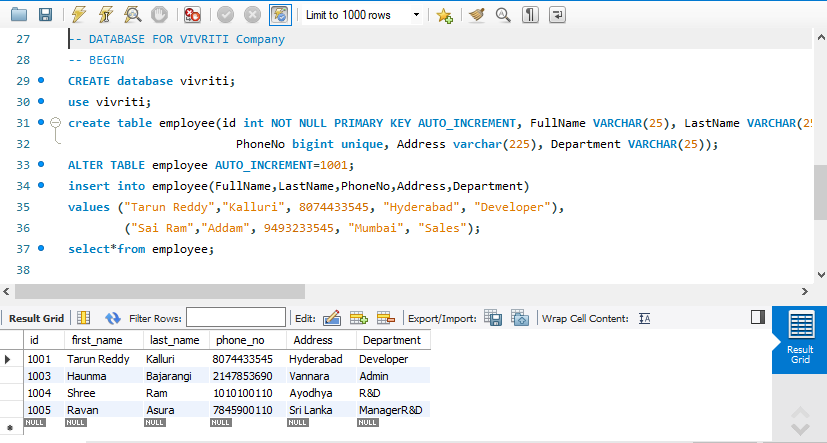 Limit to 1000 rows
27 -- DATABASE FOR VIVRITI Company
28 -- BEGIN
29 CREATE database vivriti;
30 use vivriti;
31 create table employee(id int NOT NULL PRIMARY KEY AUTO_INCREMENT, FullName VARCHAR(25), LastName VARCHAR(25
32 PhoneNo bigint unique, Address varchar(225), Department VARCHAR(25));
33 ALTER TABLE employee AUTO_INCREMENT=1001;
34 insert into employee(FullName,LastName,PhoneNo,Address,Department)
35 values ("Tarun Reddy","Kalluri", 8074433545, "Hyderabad", "Developer"),
36 ("Sai Ram","Addam", 9493233545, "Mumbai", "Sales");
37 select*from employee;
38
Result Grid Filter Rows: Edit: Export/Import: Wrap Cell Content: IA
id first_name last_name phone_no Address Department
1001 Tarun Reddy Kalluri 8074433545 Hyderabad Developer
1003 Haunma Bajarangi 2147853690 Vannara Admin
1004 Shree Ram 1010100110 Ayodhya R&D
1005 Ravan Asura 7845900110 Sri Lanka ManagerR&D
NULL NULL NULL NULL NULL NULL
Result
Grid